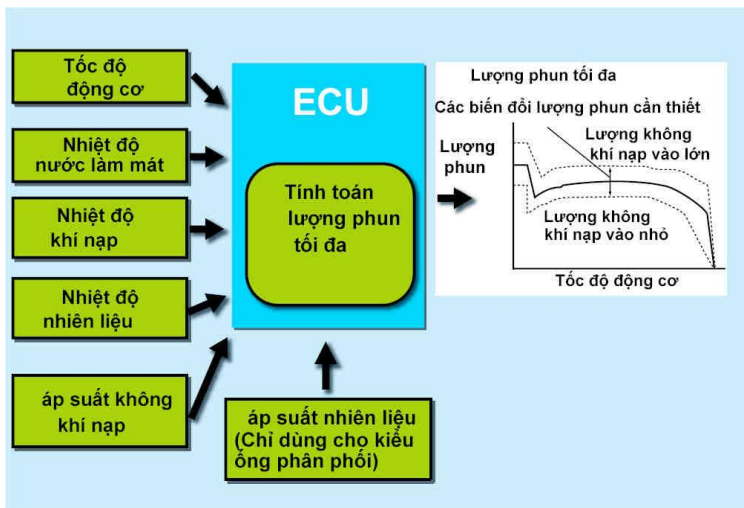 Tốc độ
động cơ
Nhiệt độ
nước làm mát
Nhiệt độ
khí nạp
Nhiệt độ
nhiên liệu
áp suất không
khí nạp
ECU
Tính toán
lượng phun
tối đa
áp suất nhiên liệu
(Chỉ dùng cho kiểu
ống phân phối)
Lượng phun tối đa
Các biến đổi lượng phun cần thiết
Lượng
phun
Lượng không
khí nạp vào lớn
Lượng không
khí nạp vào nhỏ
Tốc độ động cơ